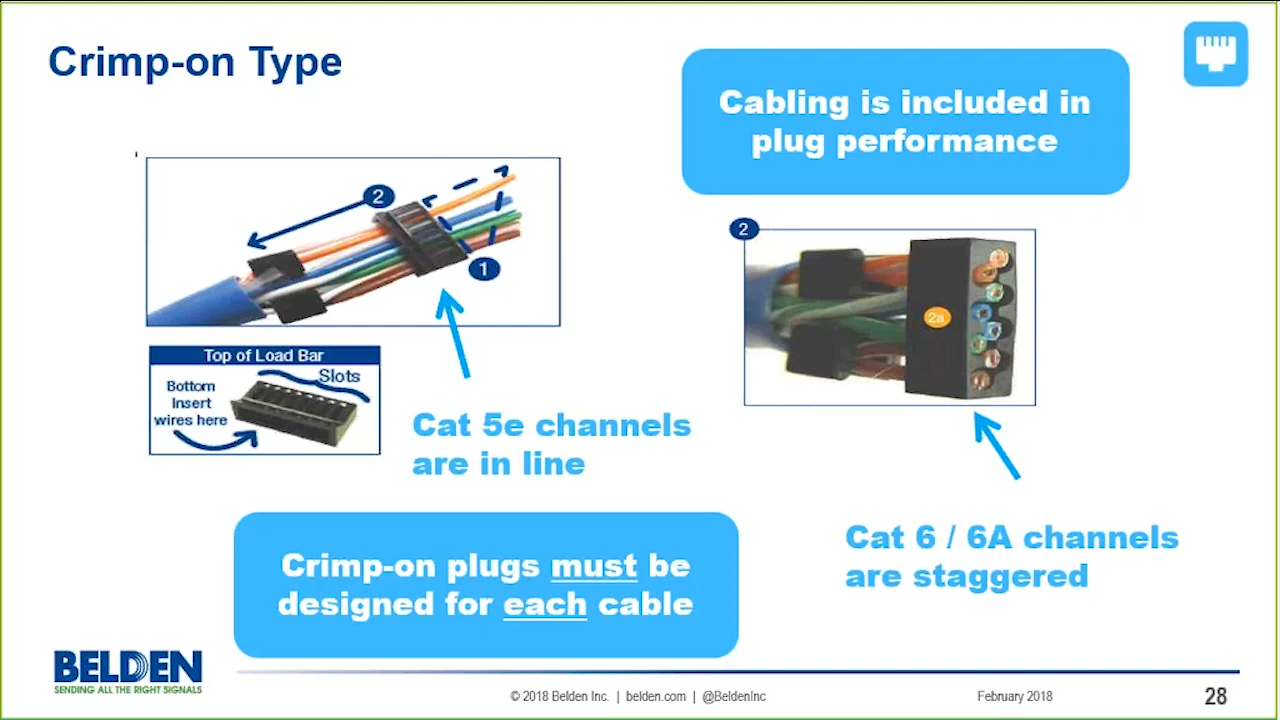 Crimp-on Type
Cabling is included in
plug performance
2
1
Top of Load Bar
Slots
Bottom
Insert
wires here
2
2a
Cat 5e channels
are in line
Cat 6 / 6A channels
are staggered
Crimp-on plugs must be
designed for each cable
BELDEN
SENDING ALL THE RIGHT SIGNALS
© 2018 Belden Inc. | belden.com | @BeldenInc
February 2018
28